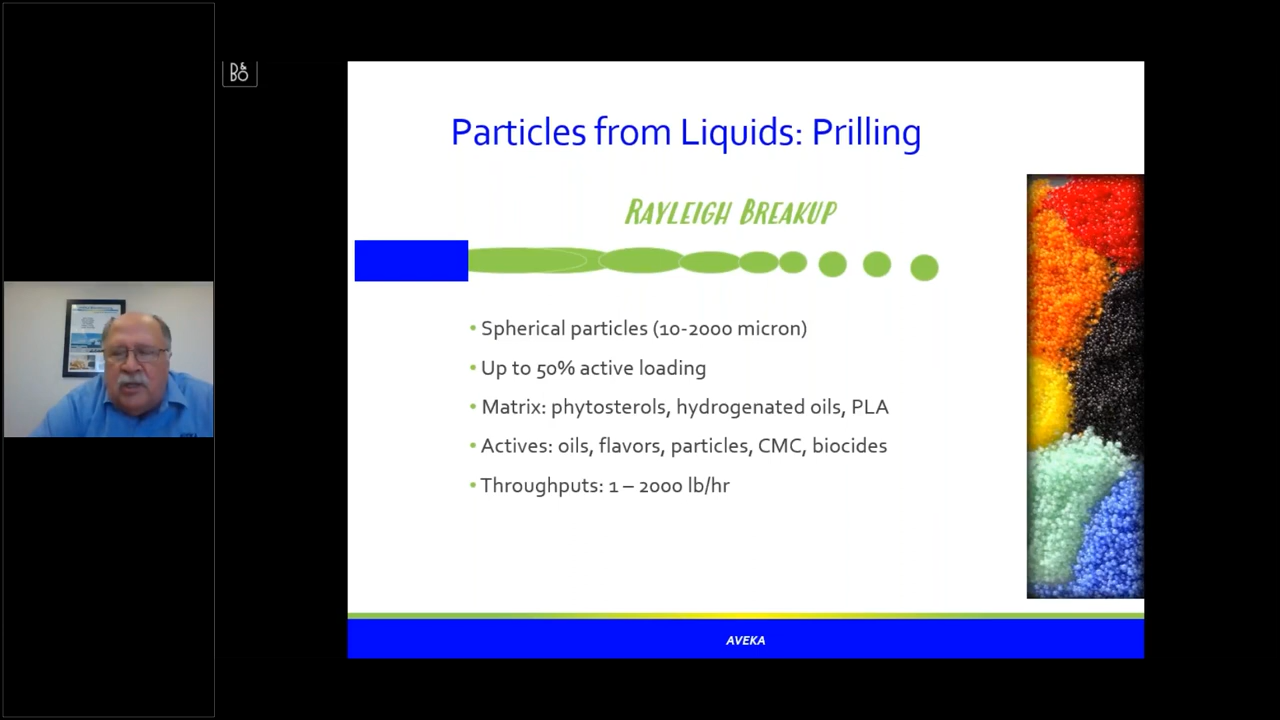 B&O
Particles from Liquids: Prilling
RAYLEIGH BREAKUP
• Spherical particles (10-2000 micron)
• Up to 50% active loading
• Matrix: phytosterols, hydrogenated oils, PLA
• Actives: oils, flavors, particles, CMC, biocides
• Throughputs: 1 – 2000 lb/hr
AVEKA